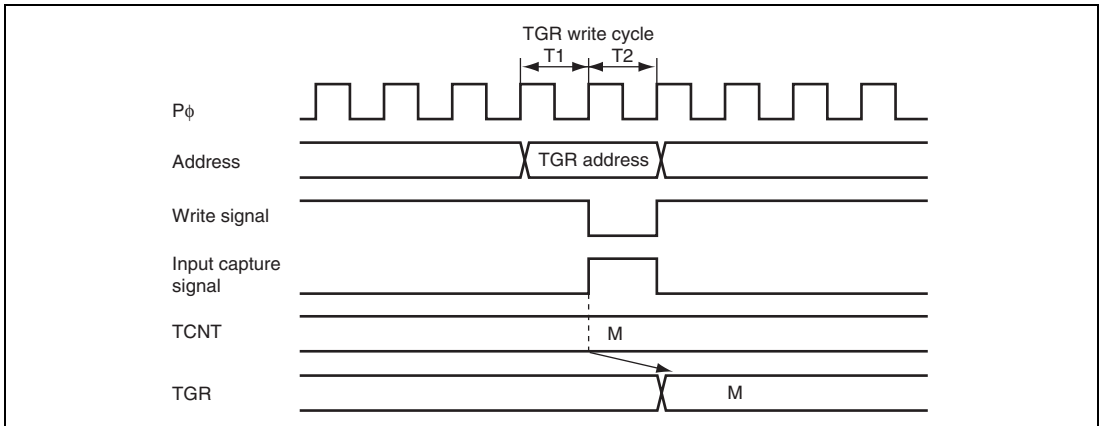 TGR write cycle
T1 T2
Pϕ
Address
TGR address
Write signal
Input capture
signal
TCNT
M
TGR
M